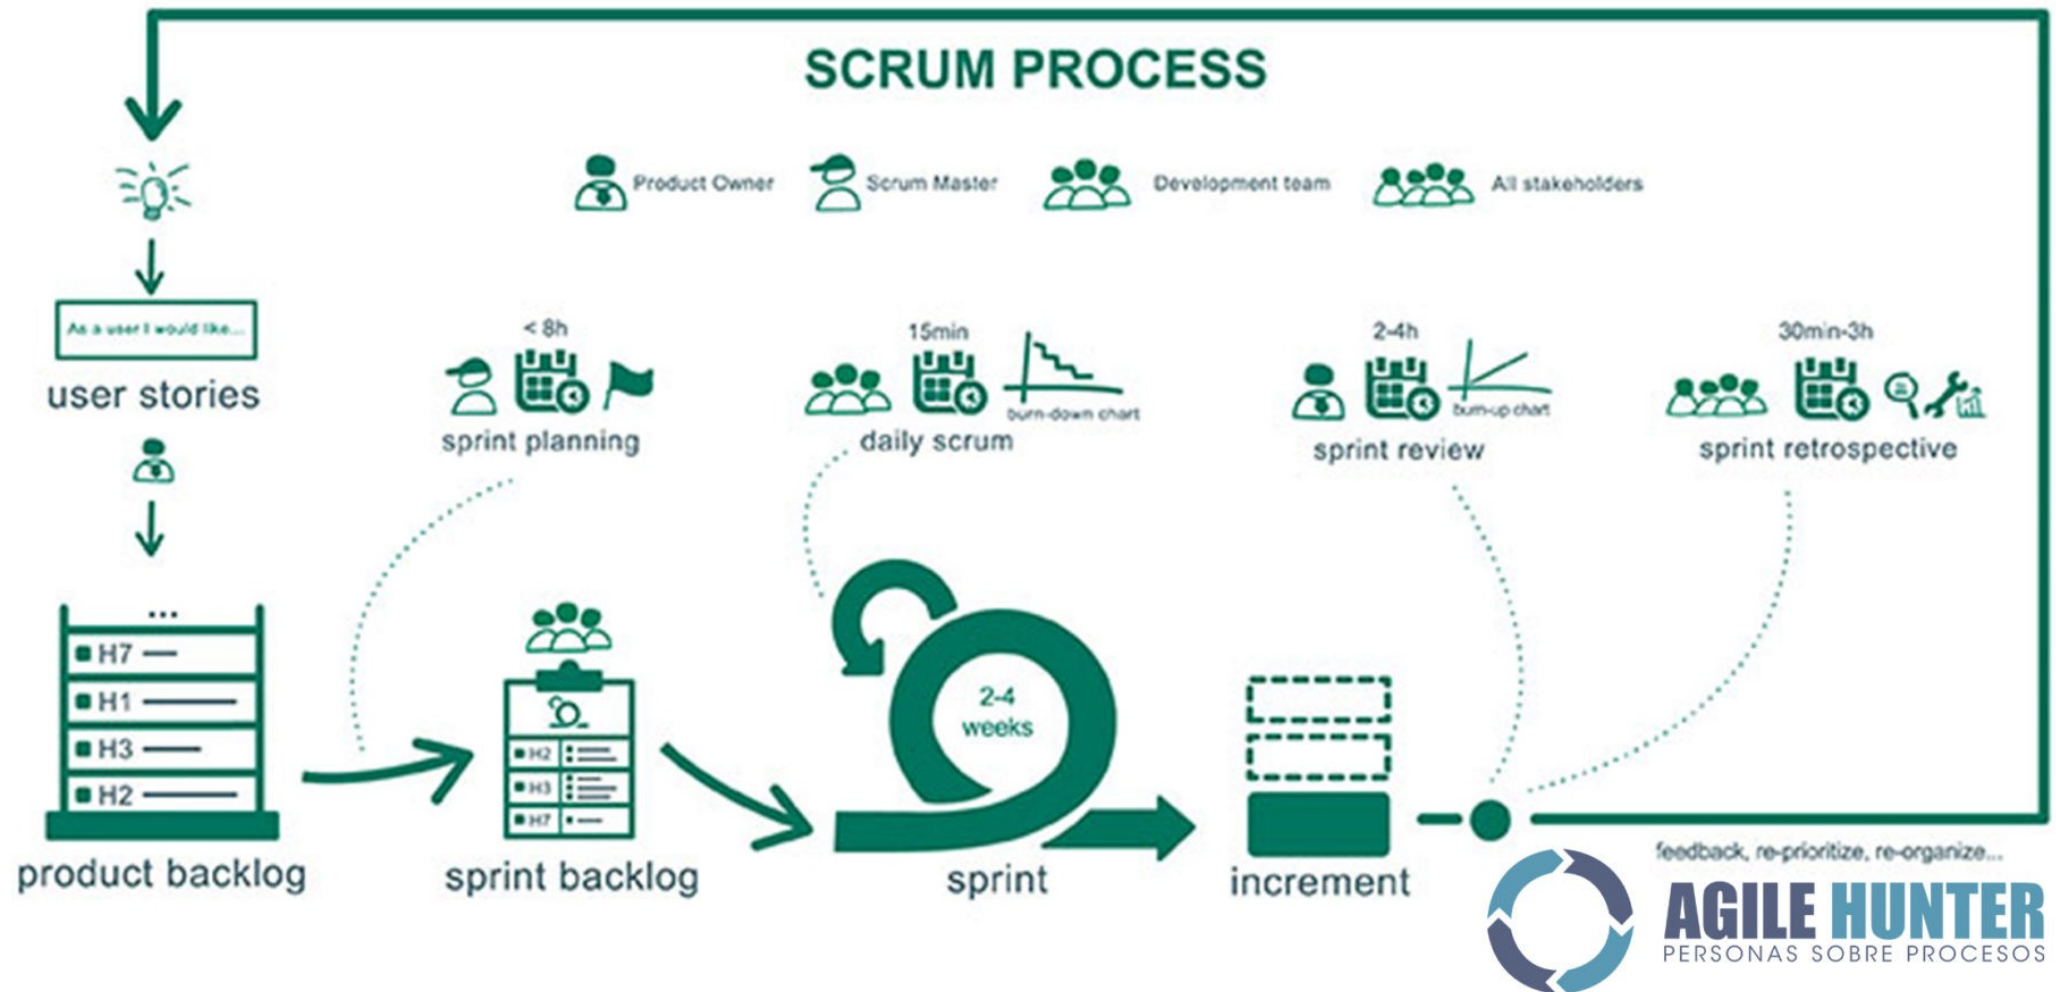 SCRUM PROCESS
Product Owner
Scrum Master
Development team
All stakeholders
As a user I would like...
user stories
< 8h
sprint planning
15min
burn-down chart
daily scrum
2-4h
burn-up chart
sprint review
30min-3h
sprint retrospective
...
H7
H1
H3
H2
product backlog
H2
H3
H7
sprint backlog
2-4
weeks
sprint
increment
feedback, re-prioritize, re-organize...
AGILE HUNTER
PERSONAS SOBRE PROCESOS